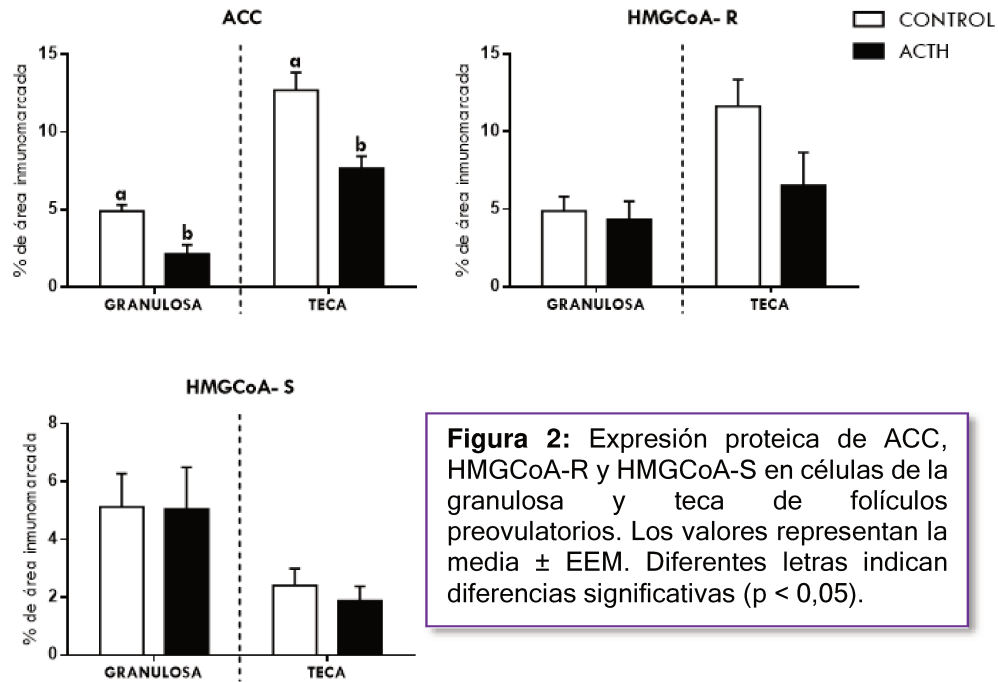 ACC
% de área inmunomarcada
15
10
5
0
a
b
a
b
GRANULOSA
TECA
HMGCoA- R
% de área inmunomarcada
15
10
5
0
GRANULOSA
TECA
CONTROL
ACTH
HMGCoA- S
% de área inmunomarcada
8
6
4
2
0
GRANULOSA
TECA
Figura 2: Expresión proteica de ACC,
HMGCoA-R y HMGCoA-S en células de la
granulosa y teca de folículos
preovulatorios. Los valores representan la
media ± EEM. Diferentes letras indican
diferencias significativas (p < 0,05).